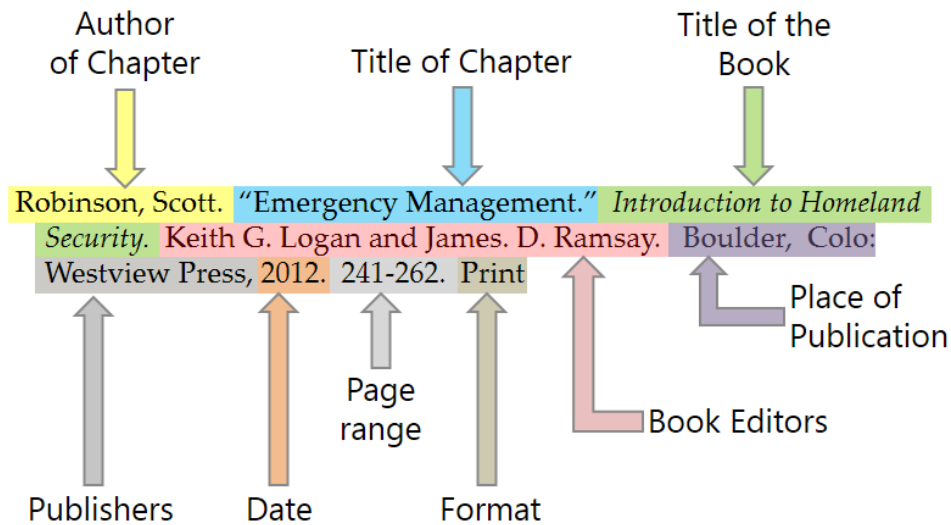 Author
of Chapter
Title of Chapter
Title of the
Book
Robinson, Scott. “Emergency Management.” Introduction to Homeland
Security. Keith G. Logan and James. D. Ramsay. Boulder, Colo:
Westview Press, 2012. 241-262. Print
Place of
Publication
Page
range
Book Editors
Publishers
Date
Format